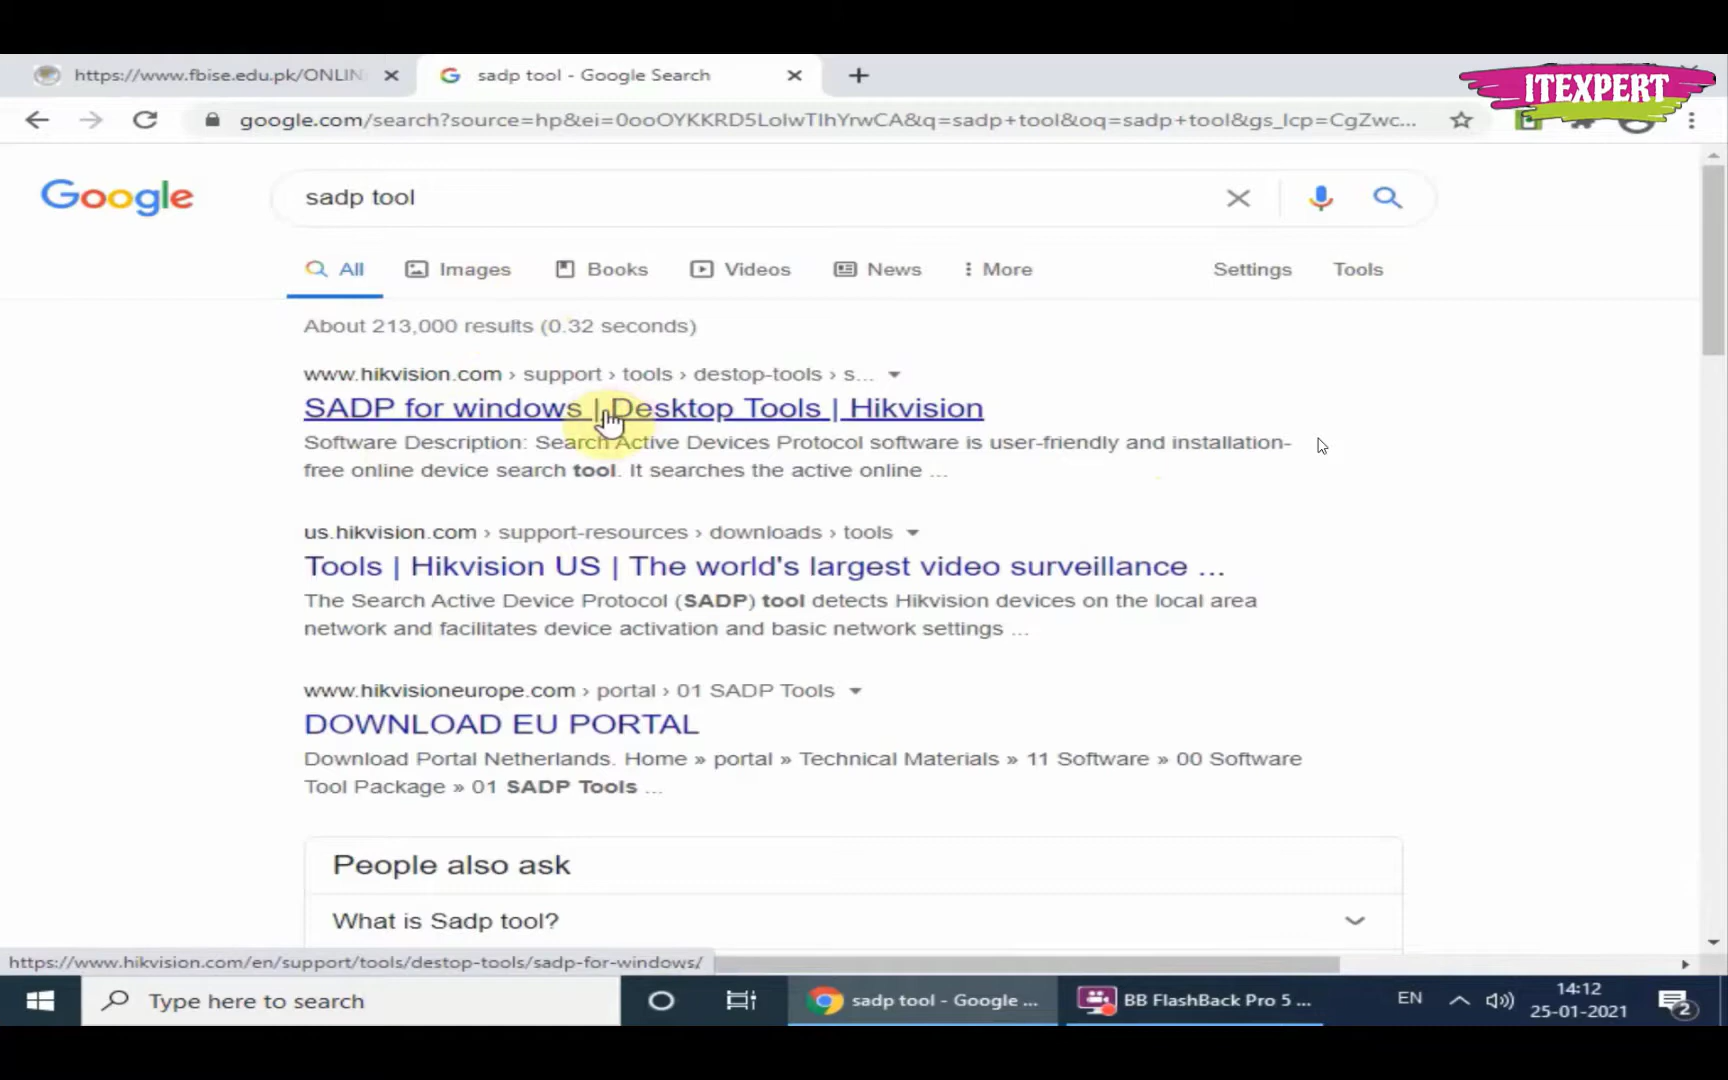 https://www.fbise.edu.pk/ONLIN
sadp tool - Google Search
ITEXPERT
google.com/search?source=hp&ei=0ooOYKKRD5LolwTlhYrwCA&q=sadp+tool&oq=sadp+tool&gs_lcp=CgZwc...
Google
sadp tool
All
Images
Books
Videos
News
More
Settings
Tools
About 213,000 results (0.32 seconds)
www.hikvision.com › support › tools › destop-tools › s...
SADP for windows | Desktop Tools | Hikvision
Software Description: Search Active Devices Protocol software is user-friendly and installation-
free online device search tool. It searches the active online ...
us.hikvision.com › support-resources › downloads › tools
Tools | Hikvision US | The world's largest video surveillance ...
The Search Active Device Protocol (SADP) tool detects Hikvision devices on the local area
network and facilitates device activation and basic network settings ...
www.hikvisioneurope.com › portal › 01 SADP Tools
DOWNLOAD EU PORTAL
Download Portal Netherlands. Home » portal » Technical Materials » 11 Software » 00 Software
Tool Package » 01 SADP Tools ...
People also ask
What is Sadp tool?
https://www.hikvision.com/en/support/tools/destop-tools/sadp-for-windows/
Type here to search
sadp tool - Google ...
BB FlashBack Pro 5 ...
EN
14:12
25-01-2021
2